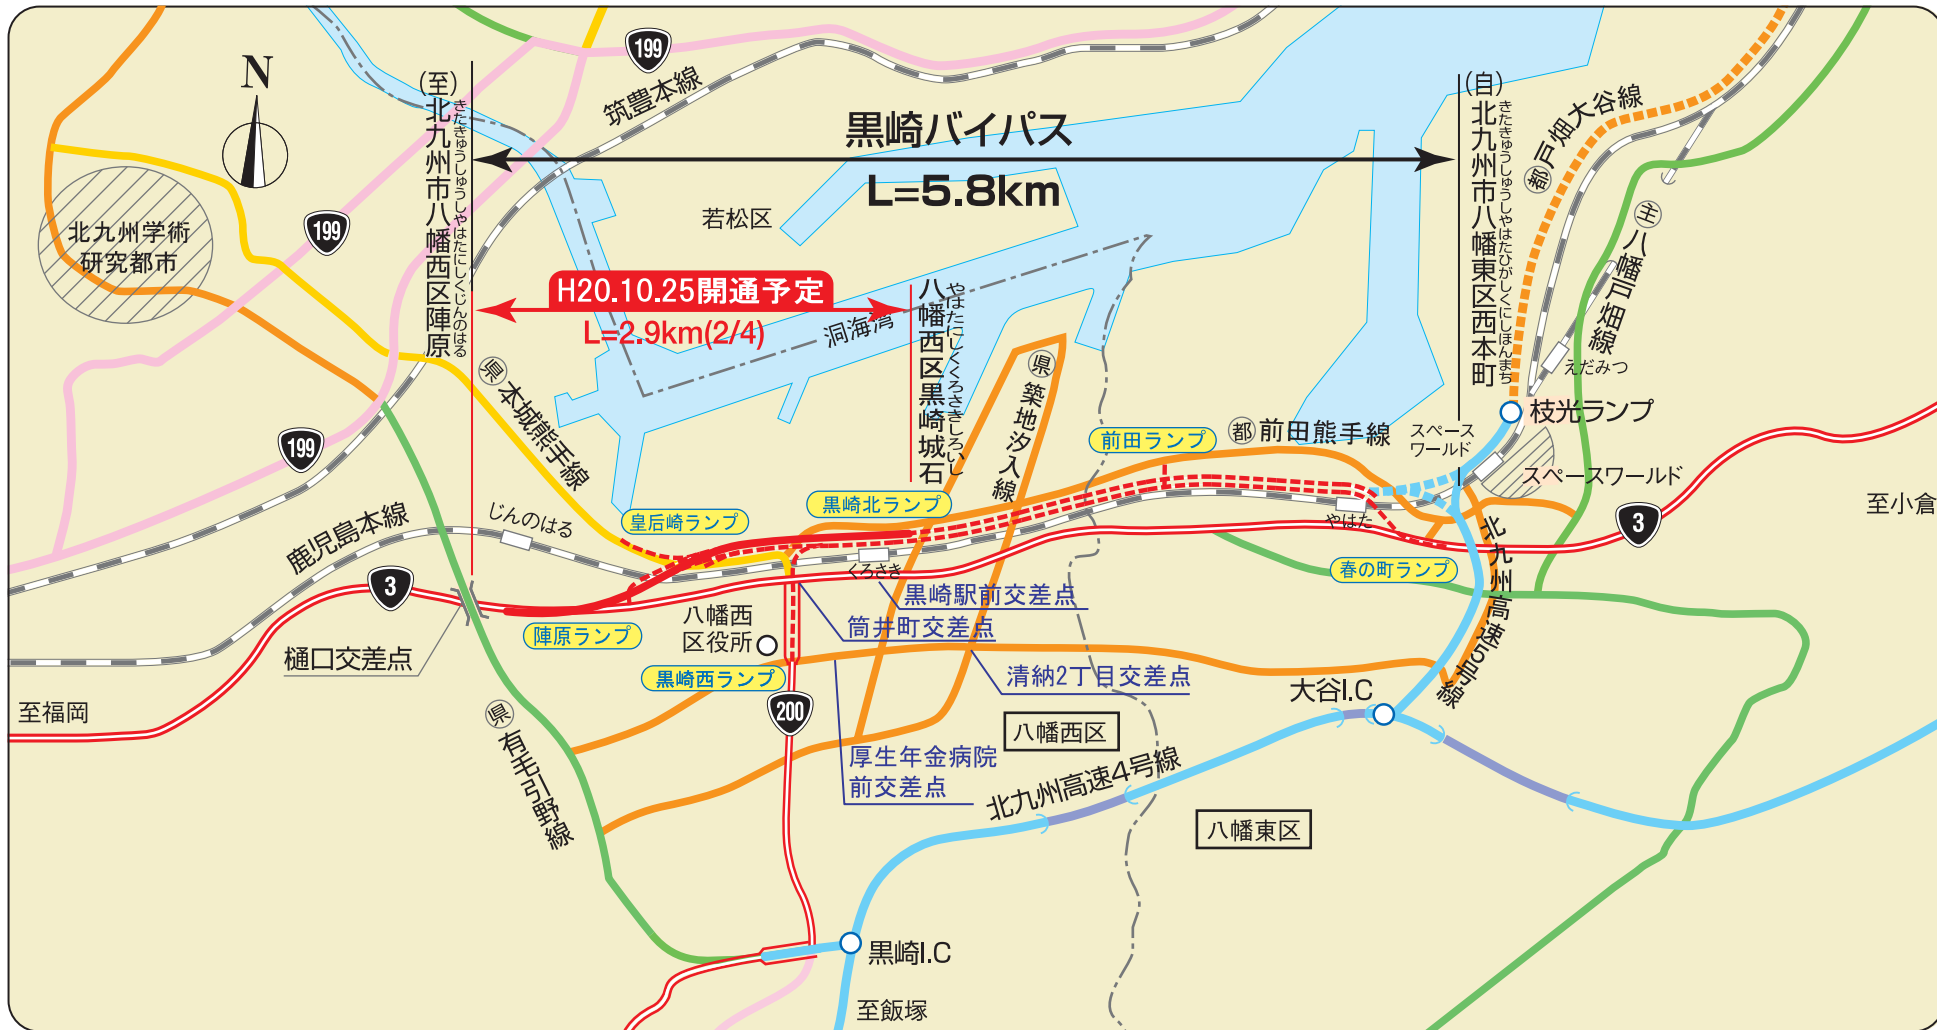 N
199
筑豊本線
(至)
北九州市八幡西区陣原
きたきゅうしゅうしやはたにしくじんのはる
黒崎バイパス
L=5.8km
(自)
北九州市八幡東区西本町
きたきゅうしゅうしやはたひがしくにしほんまち
都 戸畑大谷線
主 八幡戸畑線
北九州学術
研究都市
199
若松区
H20.10.25開通予定
L=2.9km(2/4)
洞海湾
八幡西区黒崎城石
やはたにしくくろさきしろいし
県 本城熊手線
県 築地汐入線
えだみつ
枝光ランプ
199
前田ランプ
都 前田熊手線
スペース
ワールド
スペースワールド
至小倉
鹿児島本線
じんのはる
皇后崎ランプ
黒崎北ランプ
やはた
3
3
くろさき
春の町ランプ
北九州高速5号線
黒崎駅前交差点
筒井町交差点
八幡西
区役所
陣原ランプ
樋口交差点
黒崎西ランプ
清納2丁目交差点
大谷I.C
至福岡
200
八幡西区
県 有毛引野線
厚生年金病院
前交差点
北九州高速4号線
八幡東区
黒崎I.C
至飯塚